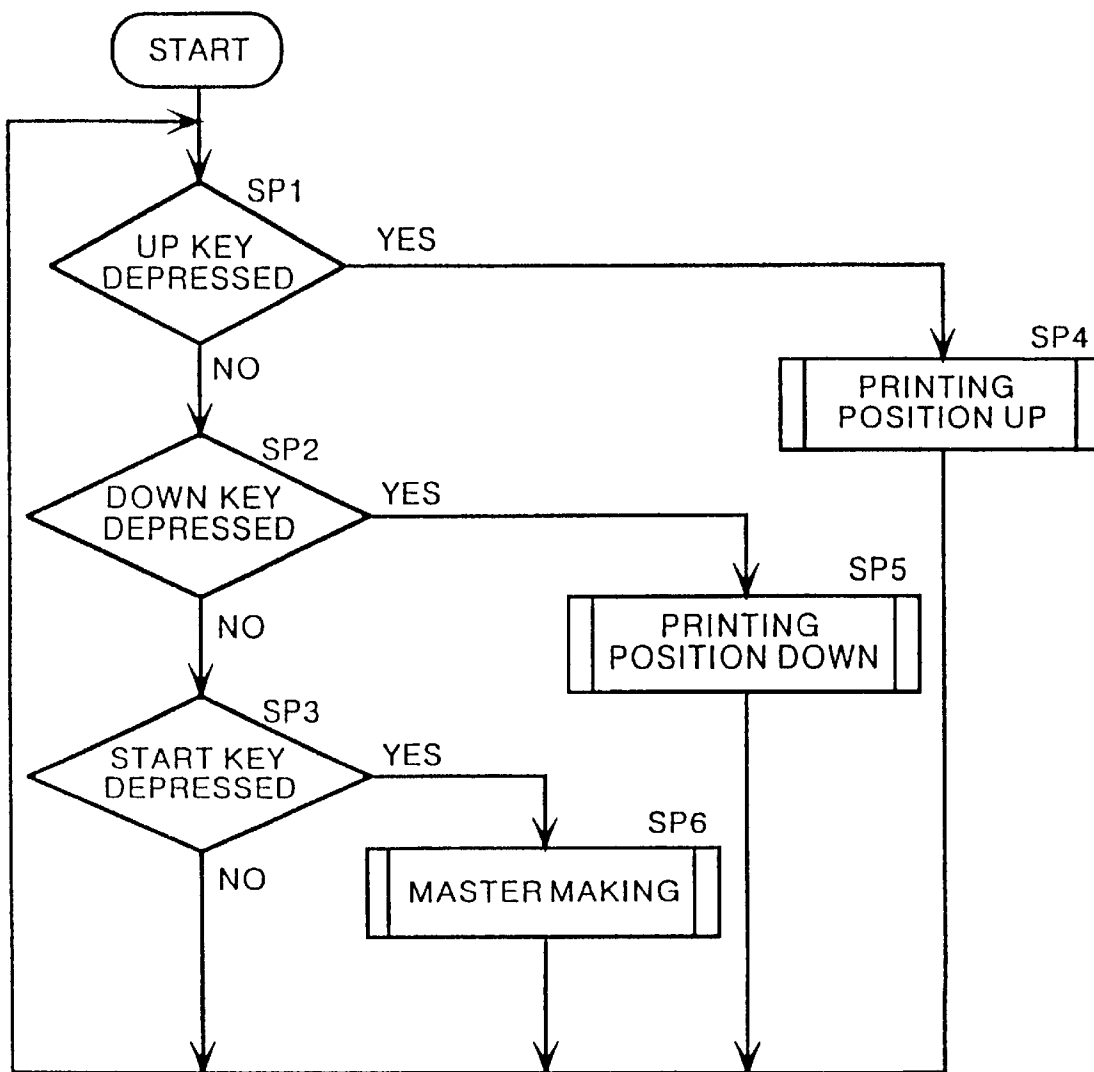 START
SP1
UP KEY
DEPRESSED
YES
NO
SP4
PRINTING
POSITION UP
SP2
DOWN KEY
DEPRESSED
YES
NO
SP5
PRINTING
POSITION DOWN
SP3
START KEY
DEPRESSED
YES
NO
SP6
MASTER MAKING